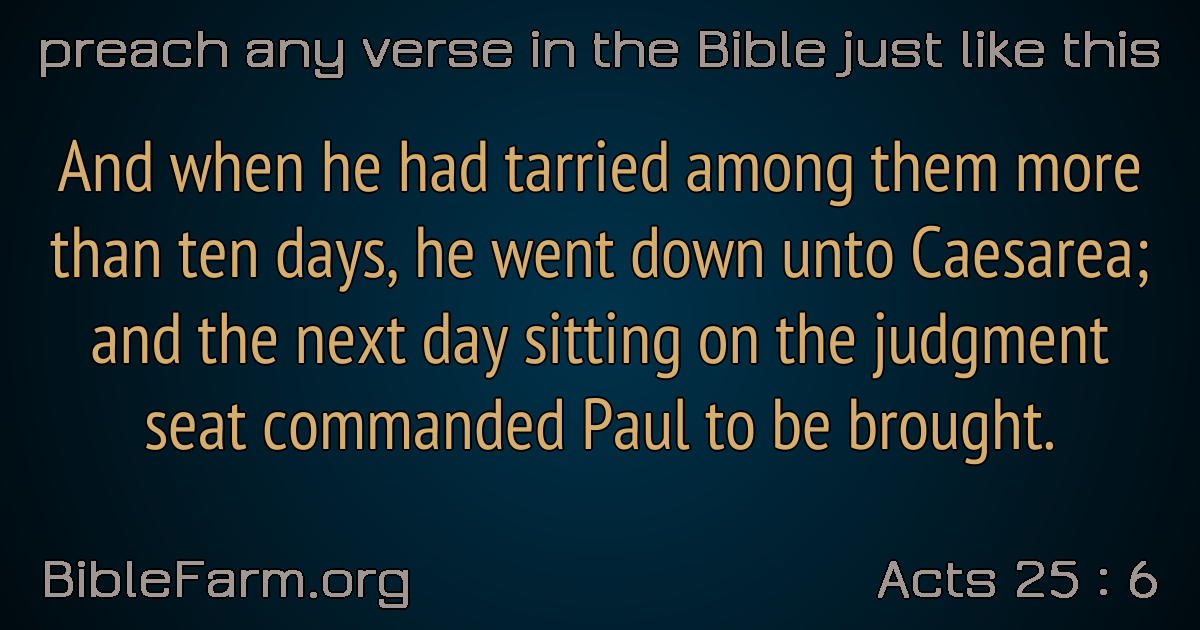 preach any verse in the Bible just like this
And when he had tarried among them more
than ten days, he went down unto Caesarea;
and the next day sitting on the judgment
seat commanded Paul to be brought.
BibleFarm.org
Acts 25 : 6